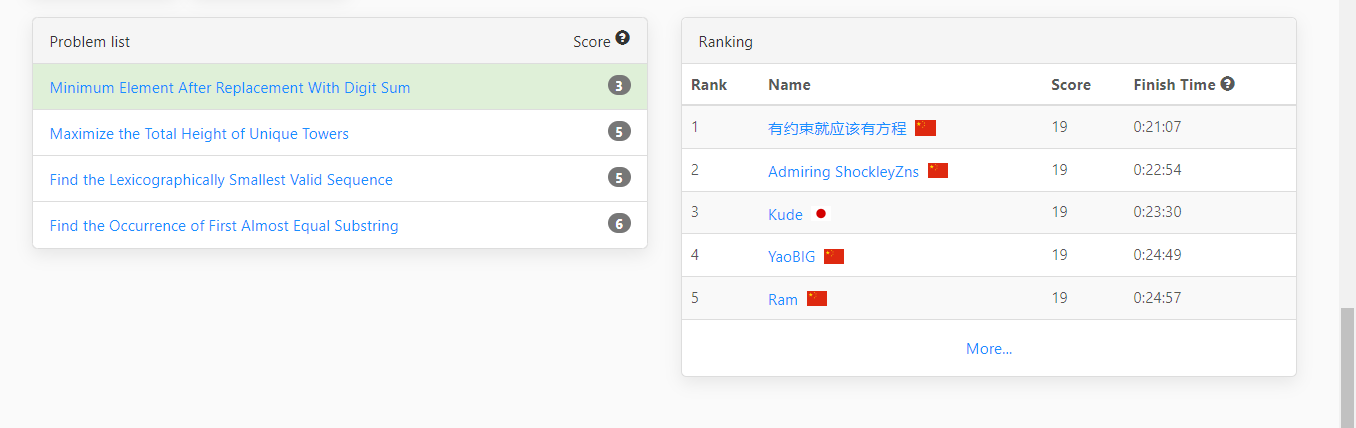 Problem list Score
Minimum Element After Replacement With Digit Sum 3
Maximize the Total Height of Unique Towers 5
Find the Lexicographically Smallest Valid Sequence 5
Find the Occurrence of First Almost Equal Substring 6
Ranking
Rank Name Score Finish Time
1 有约束就应该有方程 19 0:21:07
2 Admiring ShockleyZns 19 0:22:54
3 Kude 19 0:23:30
4 YaoBIG 19 0:24:49
5 Ram 19 0:24:57
More...